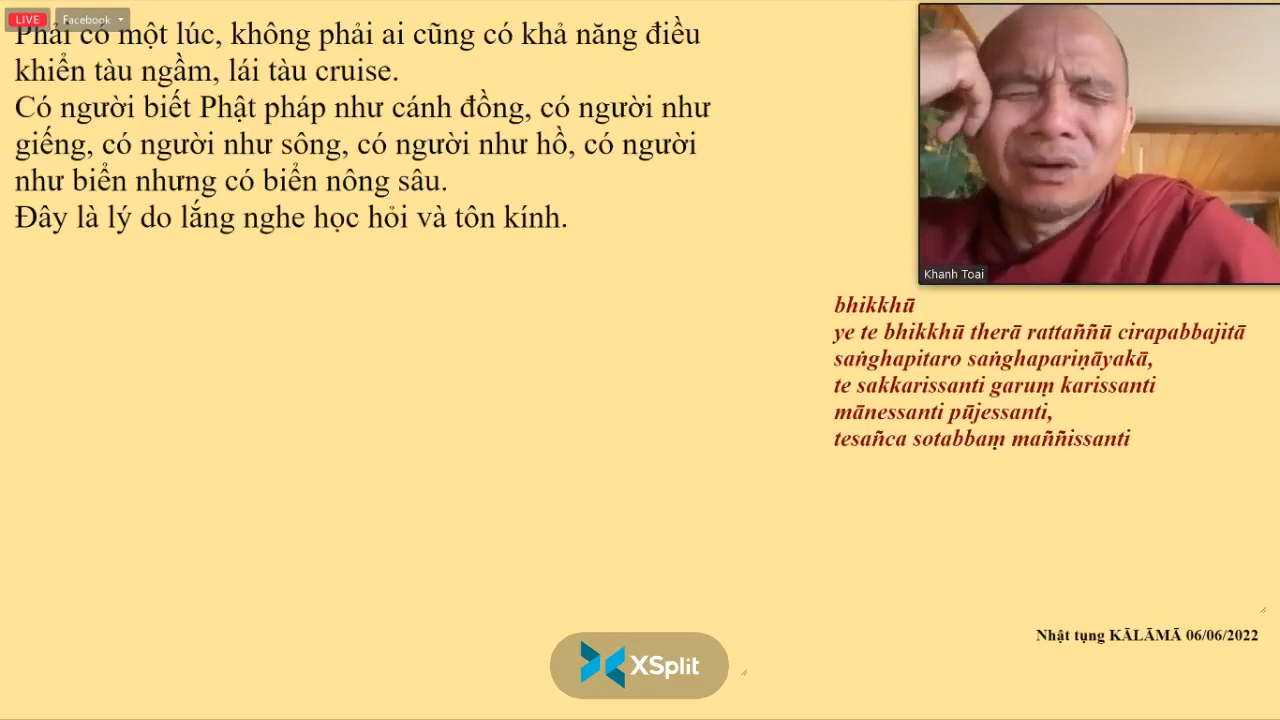 LIVE Facebook
Phải có một lúc, không phải ai cũng có khả năng điều
khiển tàu ngầm, lái tàu cruise.
Có người biết Phật pháp như cánh đồng, có người như
giếng, có người như sông, có người như hồ, có người
như biển nhưng có biển nông sâu.
Đây là lý do lắng nghe học hỏi và tôn kính.
Khanh Toai
bhikkhū
ye te bhikkhū therā rattaññū cirapabbajitā
saṅghapitaro saṅghapariṇāyakā,
te sakkarissanti garuṃ karissanti
mānessanti pūjessanti,
tesañca sotabbaṃ maññissanti
Nhật tụng KĀLĀMĀ 06/06/2022
XSplit